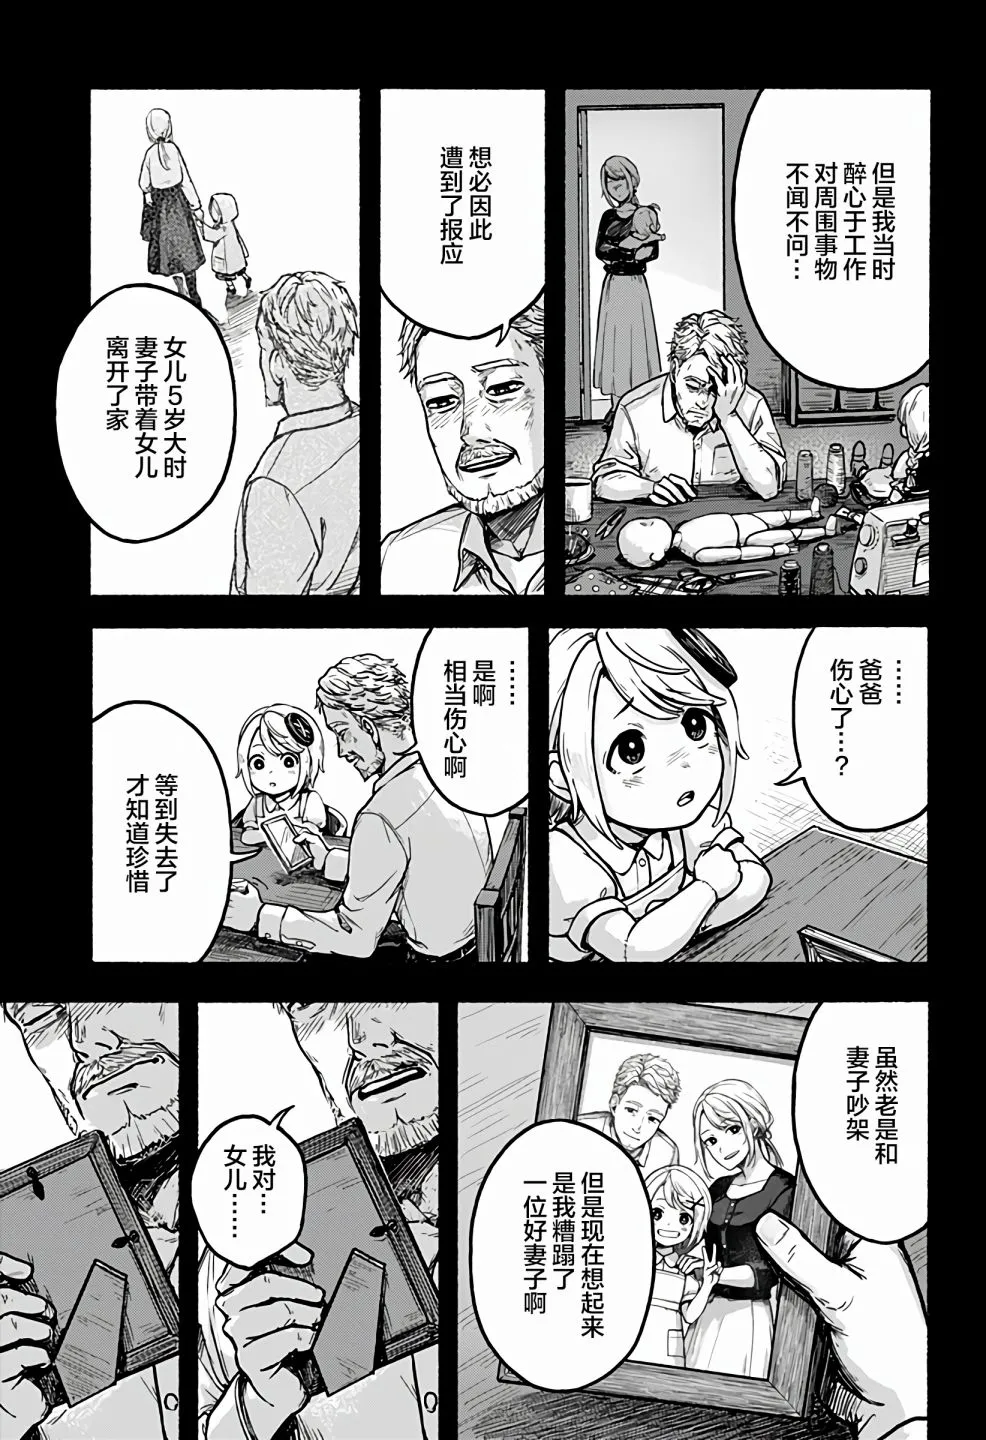 但是我当时
醉心于工作
对周围事物
不闻不问…
想必因此
遭到了报应
女儿5岁大时
妻子带着女儿
离开了家
……
爸爸
伤心了…?
……
是啊
相当伤心啊
等到失去了
才知道珍惜
虽然老是和
妻子吵架
但是现在想起来
是我糟蹋了
一位好妻子啊
我对…
女儿……